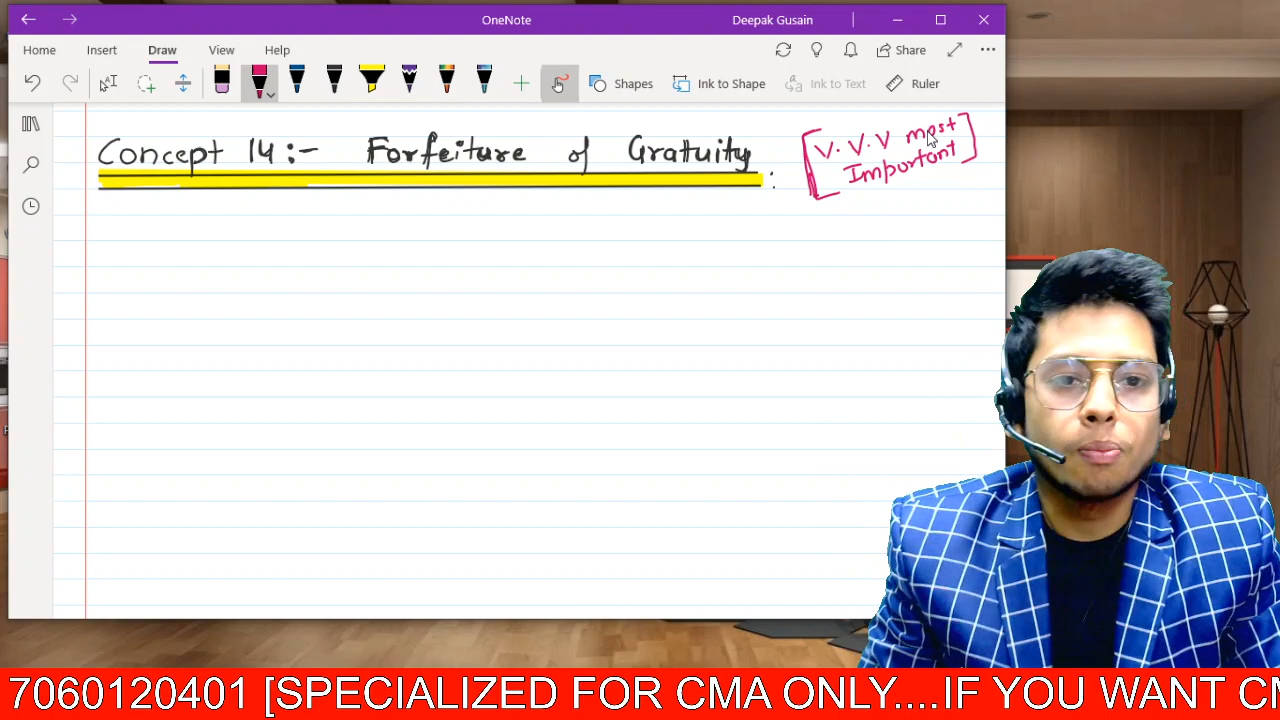 OneNote
Deepak Gusain
Home Insert Draw View Help
Share
Shapes
Ink to Shape
Ink to Text
Ruler
Concept 14:- Forfeiture of Gratuity :
[V. V. V most
Important]
7060120401 [SPECIALIZED FOR CMA ONLY....IF YOU WANT CM